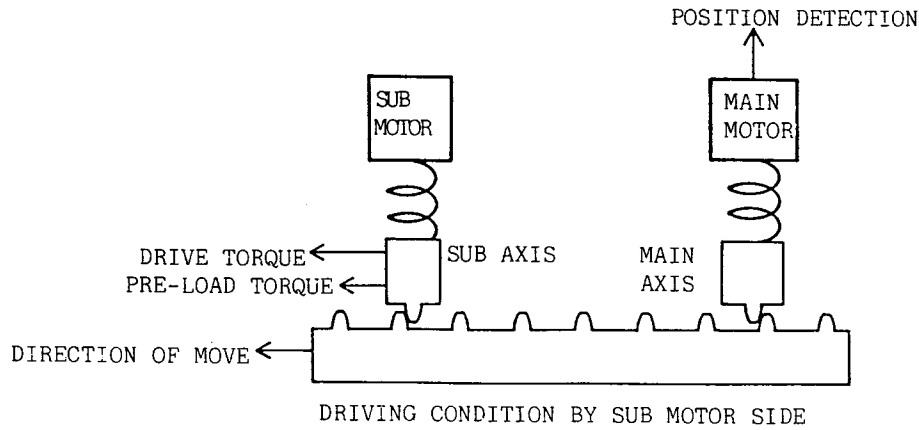 POSITION DETECTION
SUB
MOTOR
MAIN
MOTOR
DRIVE TORQUE
SUB AXIS
MAIN
AXIS
PRE-LOAD TORQUE
DIRECTION OF MOVE
DRIVING CONDITION BY SUB MOTOR SIDE